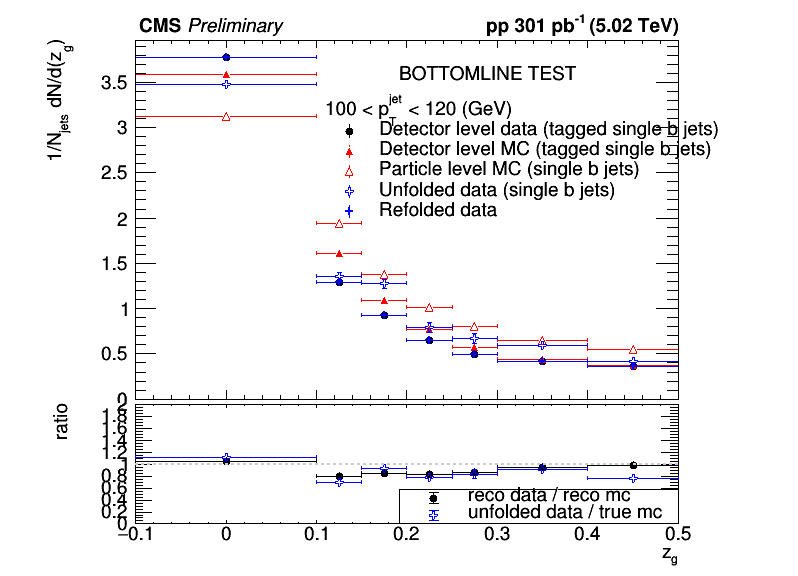 CMS Preliminary pp 301 pb⁻¹ (5.02 TeV)
1/N_jets dN/d(z_g)
BOTTOMLINE TEST
100 < p_T^jet < 120 (GeV)
Detector level data (tagged single b jets)
Detector level MC (tagged single b jets)
Particle level MC (single b jets)
Unfolded data (single b jets)
Refolded data
3.5
3
2
1.5
1
0.5
0
ratio
2
1.8
1.6
1.4
1.2
1
0.8
0.6
0.4
0.2
0
reco data / reco mc
unfolded data / true mc
−0.1 0 0.1 0.2 0.3 0.4 0.5
z_g